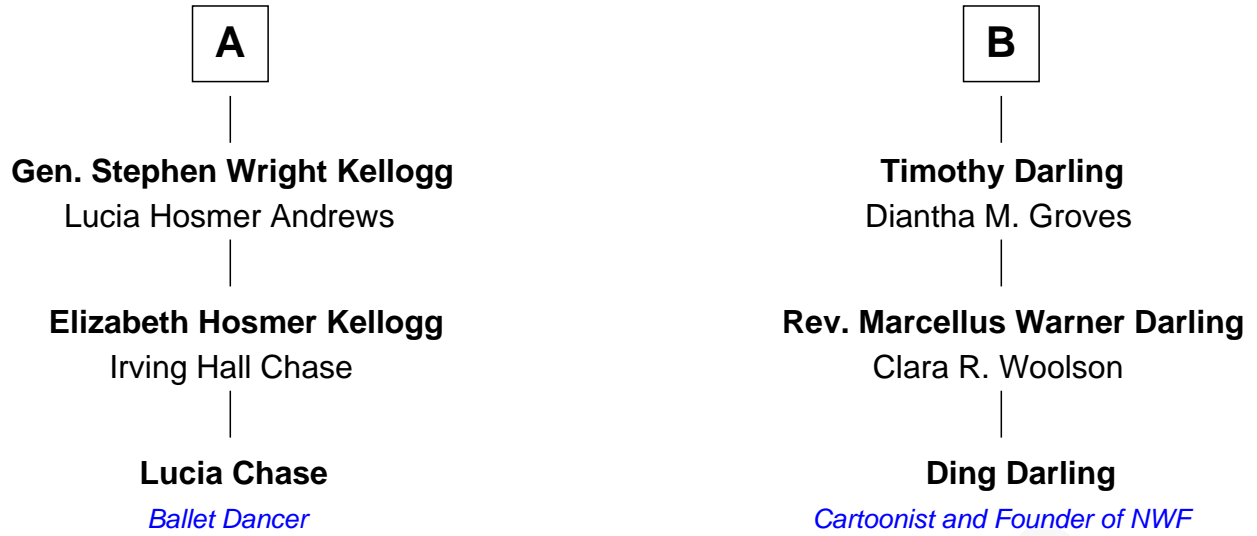 A
B
Gen. Stephen Wright Kellogg
Lucia Hosmer Andrews
Timothy Darling
Diantha M. Groves
Elizabeth Hosmer Kellogg
Irving Hall Chase
Rev. Marcellus Warner Darling
Clara R. Woolson
Lucia Chase
Ballet Dancer
Ding Darling
Cartoonist and Founder of NWF